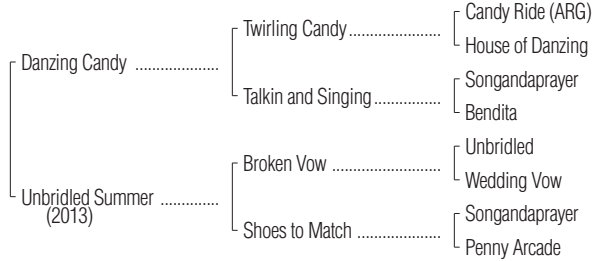 Candy Ride (ARG)
Twirling Candy....................
House of Danzing
Danzing Candy ..................
Songandaprayer
Talkin and Singing...............
Bendita
Unbridled
Broken Vow .......................
Wedding Vow
Unbridled Summer .............
(2013)
Songandaprayer
Shoes to Match ..................
Penny Arcade